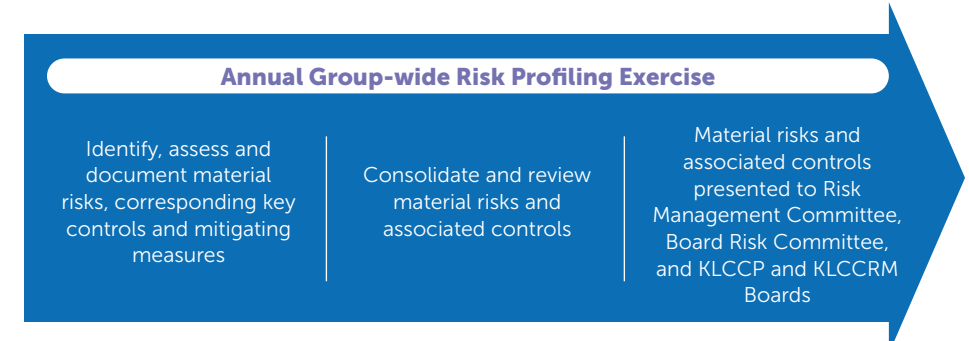 Annual Group-wide Risk Profiling Exercise
Identify, assess and
document material
risks, corresponding key
controls and mitigating
measures
Consolidate and review
material risks and
associated controls
Material risks and
associated controls
presented to Risk
Management Committee,
Board Risk Committee,
and KLCCP and KLCCRM
Boards